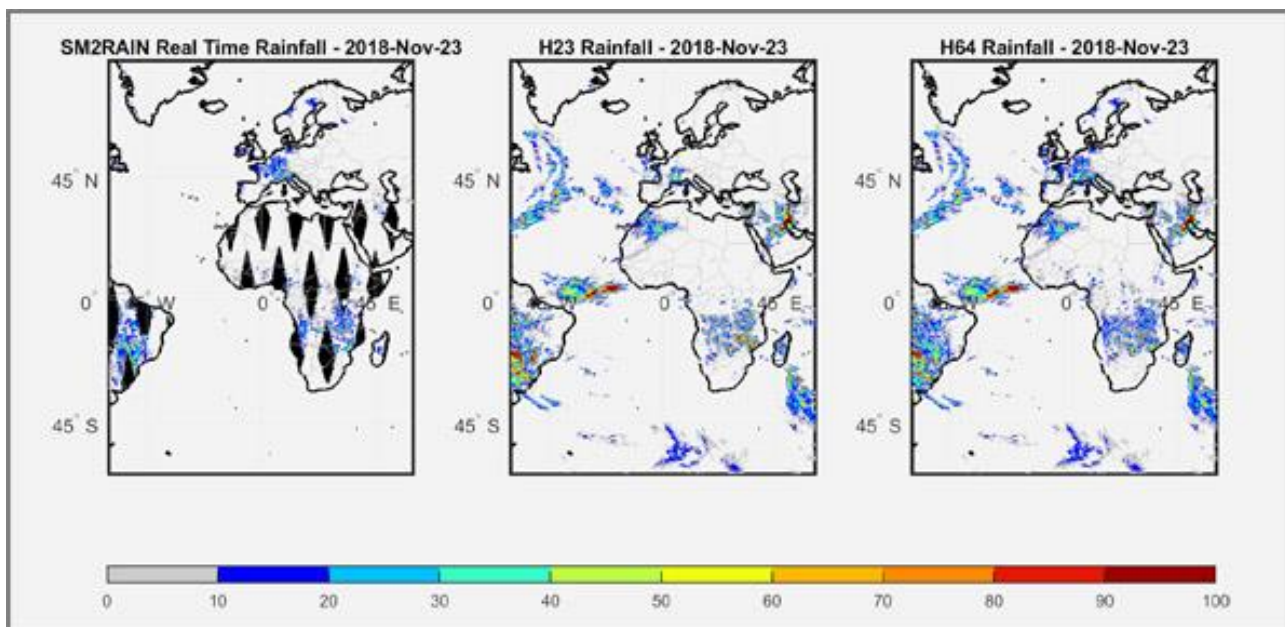 SM2RAIN Real Time Rainfall - 2018-Nov-23
H23 Rainfall - 2018-Nov-23
H64 Rainfall - 2018-Nov-23
45° N
0°
45° S
W
0
45 E
45° N
0°
45° S
W
0
45 E
45° N
0°
45° S
W
0
45 E
0 10 20 30 40 50 60 70 80 90 100